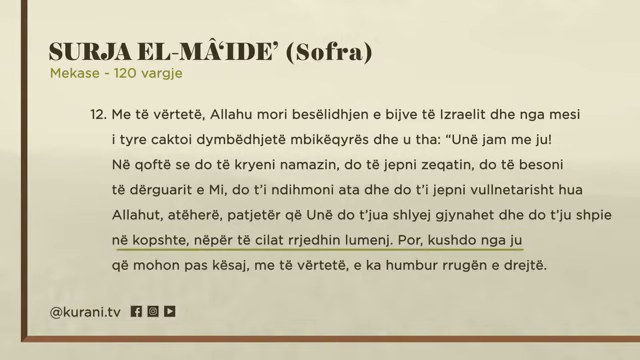 SURJA EL-MÂ‘IDE’ (Sofra)
Mekase - 120 vargje
12. Me të vërtetë, Allahu mori besëlidhjen e bijve të Izraelit dhe nga mesi
i tyre caktoi dymbëdhjetë mbikëqyrës dhe u tha: “Unë jam me ju!
Në qoftë se do të kryeni namazin, do të jepni zeqatin, do të besoni
të dërguarit e Mi, do t’i ndihmoni ata dhe do t’i jepni vullnetarisht hua
Allahut, atëherë, patjetër që Unë do t’jua shlyej gjynahet dhe do t’ju shpie
në kopshte, nëpër të cilat rrjedhin lumenj. Por, kushdo nga ju
që mohon pas kësaj, me të vërtetë, e ka humbur rrugën e drejtë.
@kurani.tv